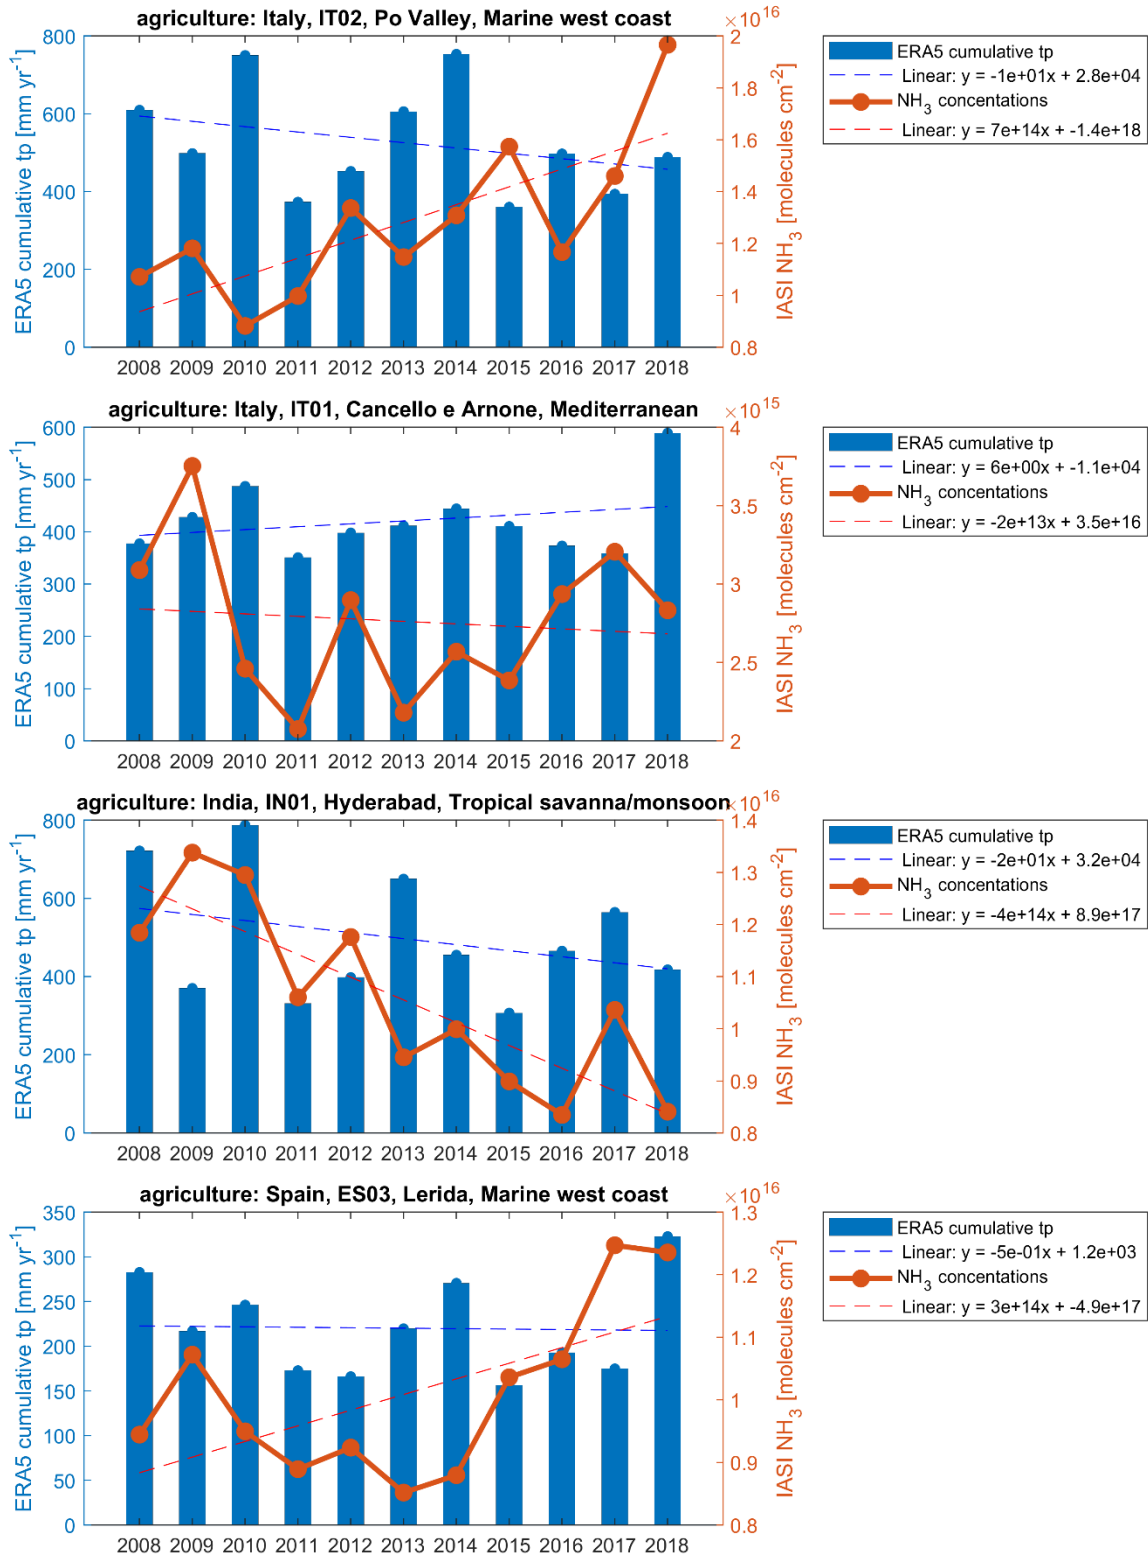 agriculture: Italy, IT02, Po Valley, Marine west coast
×10^16
ERA5 cumulative tp [mm yr^-1]
800
600
400
200
0
2008 2009 2010 2011 2012 2013 2014 2015 2016 2017 2018
2
1.8
1.6
1.4
1.2
1
0.8
IASI NH3 [molecules cm^-2]
ERA5 cumulative tp
Linear: y = -1e+01x + 2.8e+04
NH3 concentations
Linear: y = 7e+14x + -1.4e+18
agriculture: Italy, IT01, Cancello e Arnone, Mediterranean
×10^15
ERA5 cumulative tp [mm yr^-1]
600
500
400
300
200
100
0
2008 2009 2010 2011 2012 2013 2014 2015 2016 2017 2018
4
3.5
3
2.5
2
IASI NH3 [molecules cm^-2]
ERA5 cumulative tp
Linear: y = 6e+00x + -1.1e+04
NH3 concentations
Linear: y = -2e+13x + 3.5e+16
agriculture: India, IN01, Hyderabad, Tropical savanna/monsoon
×10^16
ERA5 cumulative tp [mm yr^-1]
800
600
400
200
0
2008 2009 2010 2011 2012 2013 2014 2015 2016 2017 2018
1.4
1.3
1.2
1.1
1
0.9
0.8
IASI NH3 [molecules cm^-2]
ERA5 cumulative tp
Linear: y = -2e+01x + 3.2e+04
NH3 concentations
Linear: y = -4e+14x + 8.9e+17
agriculture: Spain, ES03, Lerida, Marine west coast
×10^16
ERA5 cumulative tp [mm yr^-1]
350
300
250
200
150
100
50
0
2008 2009 2010 2011 2012 2013 2014 2015 2016 2017 2018
1.3
1.2
1.1
1
0.9
0.8
IASI NH3 [molecules cm^-2]
ERA5 cumulative tp
Linear: y = -5e-01x + 1.2e+03
NH3 concentations
Linear: y = 3e+14x + -4.9e+17